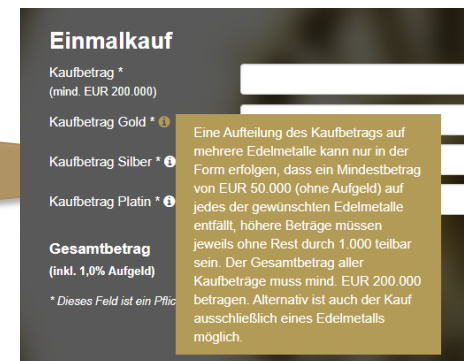 Einmalkauf
Kaufbetrag *
(mind. EUR 200.000)
Kaufbetrag Gold *
Kaufbetrag Silber *
Kaufbetrag Platin *
Gesamtbetrag
(inkl. 1,0% Aufgeld)
* Dieses Feld ist ein Pflic
Eine Aufteilung des Kaufbetrags auf
mehrere Edelmetalle kann nur in der
Form erfolgen, dass ein Mindestbetrag
von EUR 50.000 (ohne Aufgeld) auf
jedes der gewünschten Edelmetalle
entfällt, höhere Beträge müssen
jeweils ohne Rest durch 1.000 teilbar
sein. Der Gesamtbetrag aller
Kaufbeträge muss mind. EUR 200.000
betragen. Alternativ ist auch der Kauf
ausschließlich eines Edelmetalls
möglich.